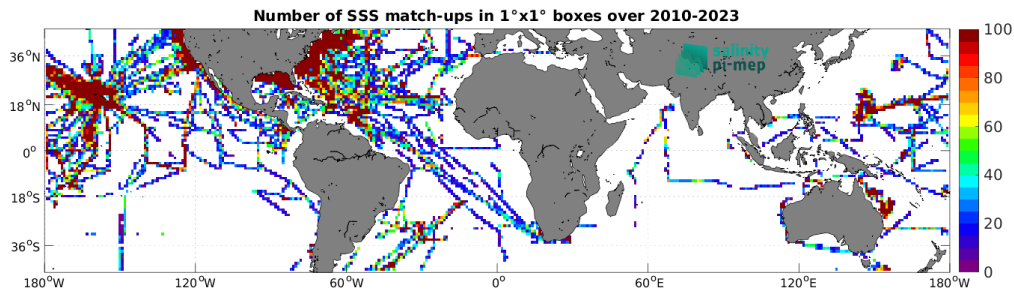 Number of SSS match-ups in 1°x1° boxes over 2010-2023
salinity
pi-mep
36°N
18°N
0°
18°S
36°S
180°W 120°W 60°W 0° 60°E 120°E 180°W
100
80
60
40
20
0